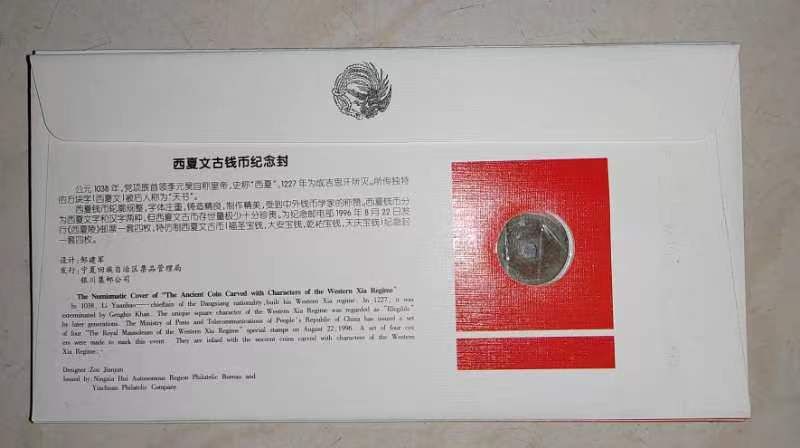 西夏文古钱币纪念封
公元1038年，党项族首领李元昊自称皇帝，史称“西夏”，1227年为成吉思汗所灭。所传独特
的方块字(西夏文)被后人称为“天书”。
西夏钱币轮廓规整，字体庄重，铸造精良，制作精美，受到中外钱币学家的称赞。西夏钱币分
为西夏文字和汉字两种，但西夏文古币存世量极少十分珍贵。为纪念邮电部1996年8月22日发
行《西夏陵》邮票一套四枚，特仿制西夏文古币(福圣宝钱、大安宝钱、乾祐宝钱、天庆宝钱)纪念封
一套四枚。
设计：邹建军
发行：宁夏回族自治区票品管理局
银川集邮公司
The Numismatic Cover of "The Ancient Coin Carved with Characters of the Western Xia Regime"
In 1038, Li Yuanhao—chieftain of the Dangxiang nationality, built his Western Xia regime. In 1227, it was
exterminated by Genghis Khan. The unique square character of the Western Xia Regime was regarded as
by later generations. The Ministry of Posts and Telecommunications of People's Republic of China has issued a set
of four "The Royal Mausoleum of the Western Xia Regime" special stamps on August 22, 1996. A set of four cov
ers were made to mark this event. They are inlaid with the ancient coins carved with characters of the Western
Xia Regime.
Designer Zou Jianjun
Issued by Ningxia Hui Autonomous Region Philatelic Bureau and
Yinchuan Philatelic Company